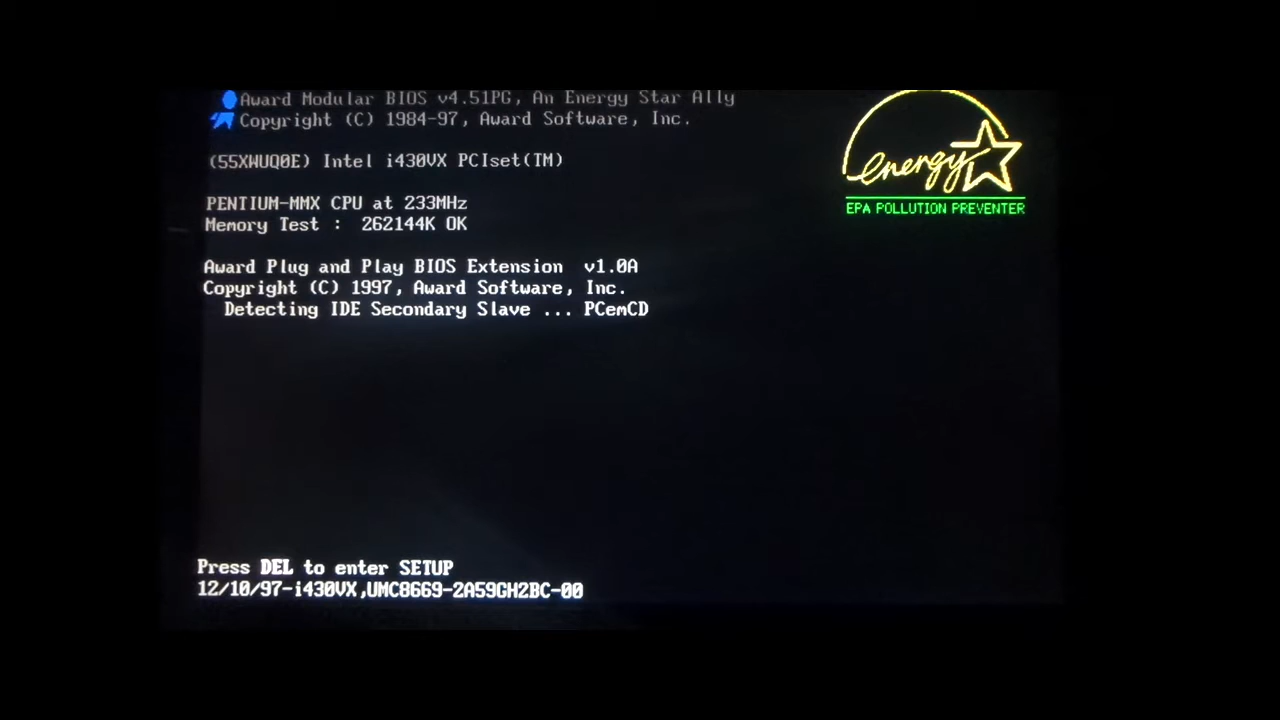 Award Modular BIOS v4.51PG, An Energy Star Ally
Copyright (C) 1984-97, Award Software, Inc.
energy
EPA POLLUTION PREVENTER
(55XWUQ0E) Intel i430VX PCIset(TM)
PENTIUM-MMX CPU at 233MHz
Memory Test :  262144K OK
Award Plug and Play BIOS Extension  v1.0A
Copyright (C) 1997, Award Software, Inc.
Detecting IDE Secondary Slave ... PCemCD
Press DEL to enter SETUP
12/10/97-i430VX,UMC8669-2A59GH2BC-00